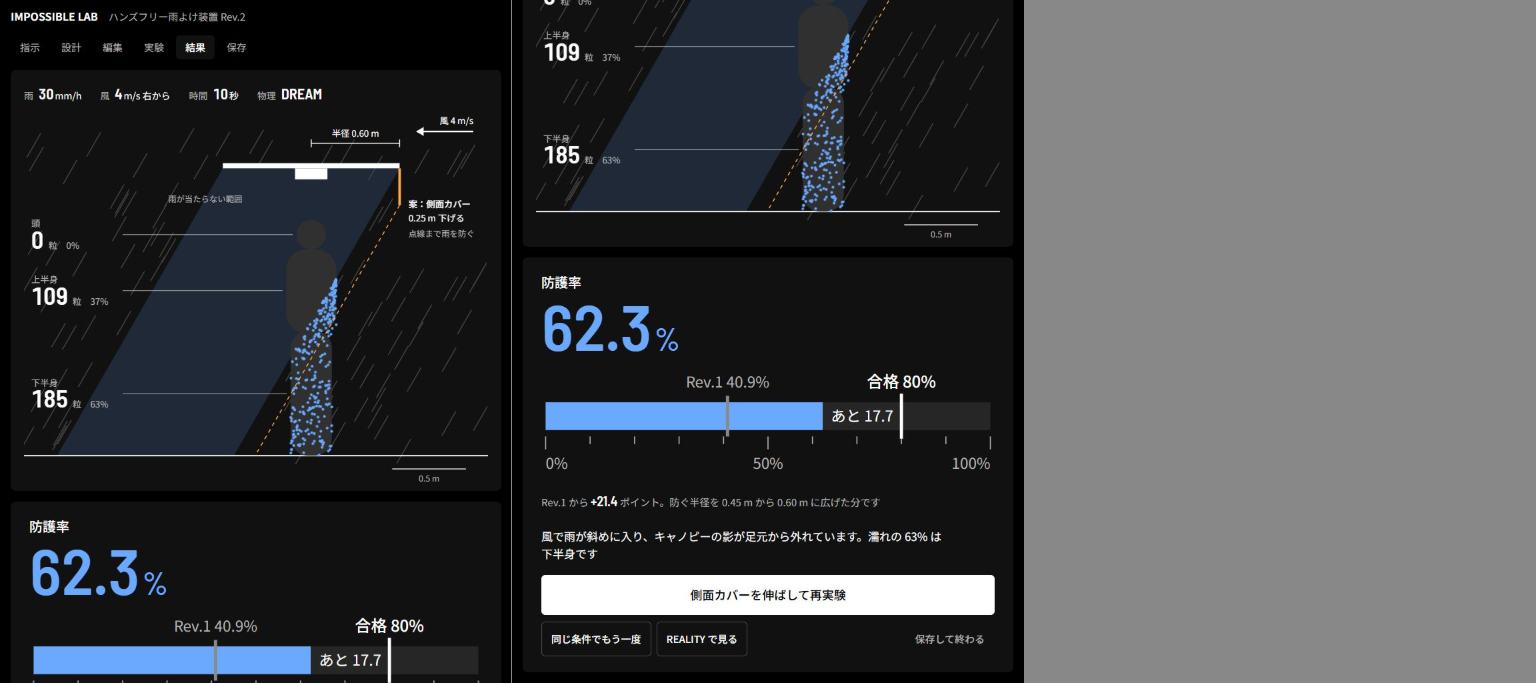 IMPOSSIBLE LAB ハンズフリー雨よけ装置 Rev.2
指示 設計 編集 実験 結果 保存
雨 30 mm/h 風 4 m/s 右から 時間 10 秒 物理 DREAM
風 4 m/s
半径 0.60 m
雨が当たらない範囲
案：側面カバー
0.25 m 下げる
点線まで雨を防ぐ
頭
0 粒 0%
上半身
109 粒 37%
下半身
185 粒 63%
0.5 m
防護率
62.3%
Rev.1 40.9% 合格 80%
あと 17.7
0 粒 0%
上半身
109 粒 37%
下半身
185 粒 63%
0.5 m
防護率
62.3%
Rev.1 40.9% 合格 80%
あと 17.7
0% 50% 100%
Rev.1 から +21.4 ポイント。防ぐ半径を 0.45 m から 0.60 m に広げた分です
風で雨が斜めに入り、キャノピーの影が足元から外れています。濡れの 63% は
下半身です
側面カバーを伸ばして再実験
同じ条件でもう一度 REALITY で見る 保存して終わる